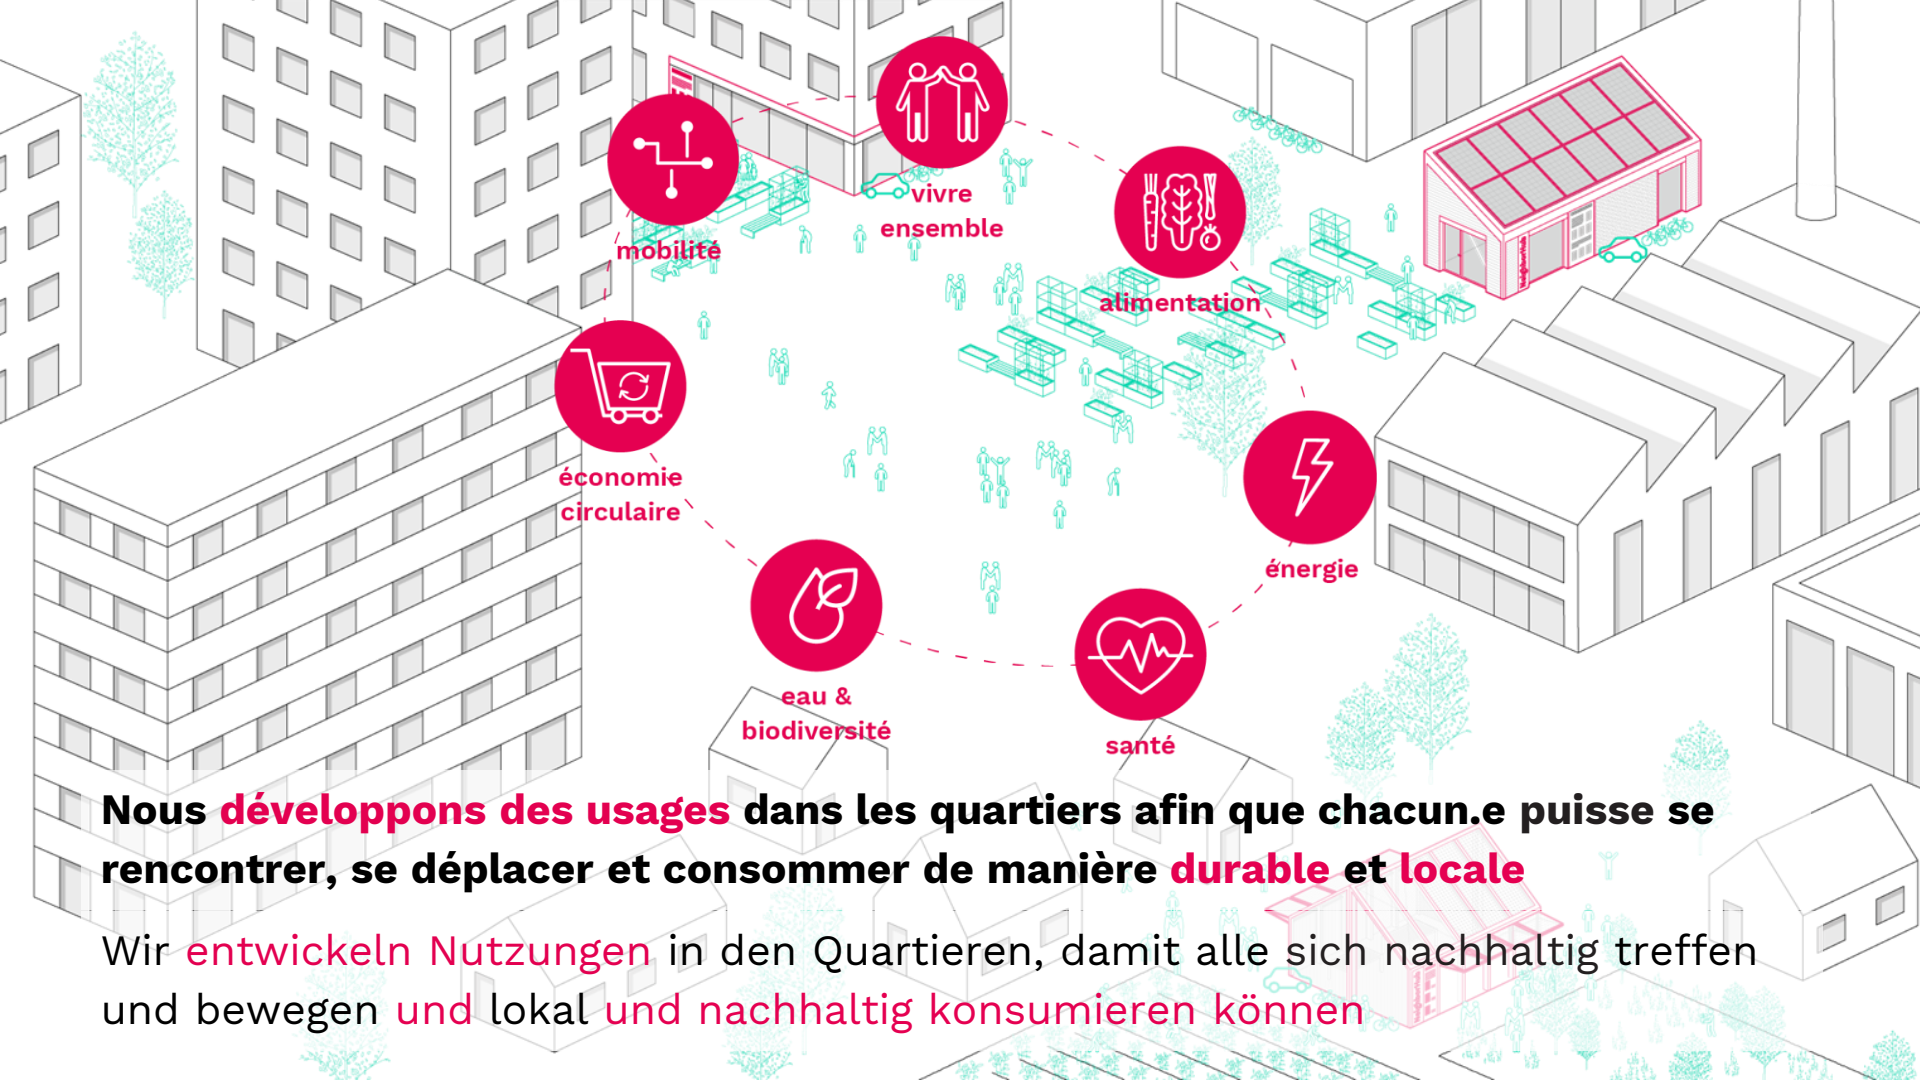 vivre
ensemble
mobilité
alimentation
économie
circulaire
énergie
eau &
biodiversité
santé
Nous développons des usages dans les quartiers afin que chacun.e puisse se
rencontrer, se déplacer et consommer de manière durable et locale
Wir entwickeln Nutzungen in den Quartieren, damit alle sich nachhaltig treffen
und bewegen und lokal und nachhaltig konsumieren können